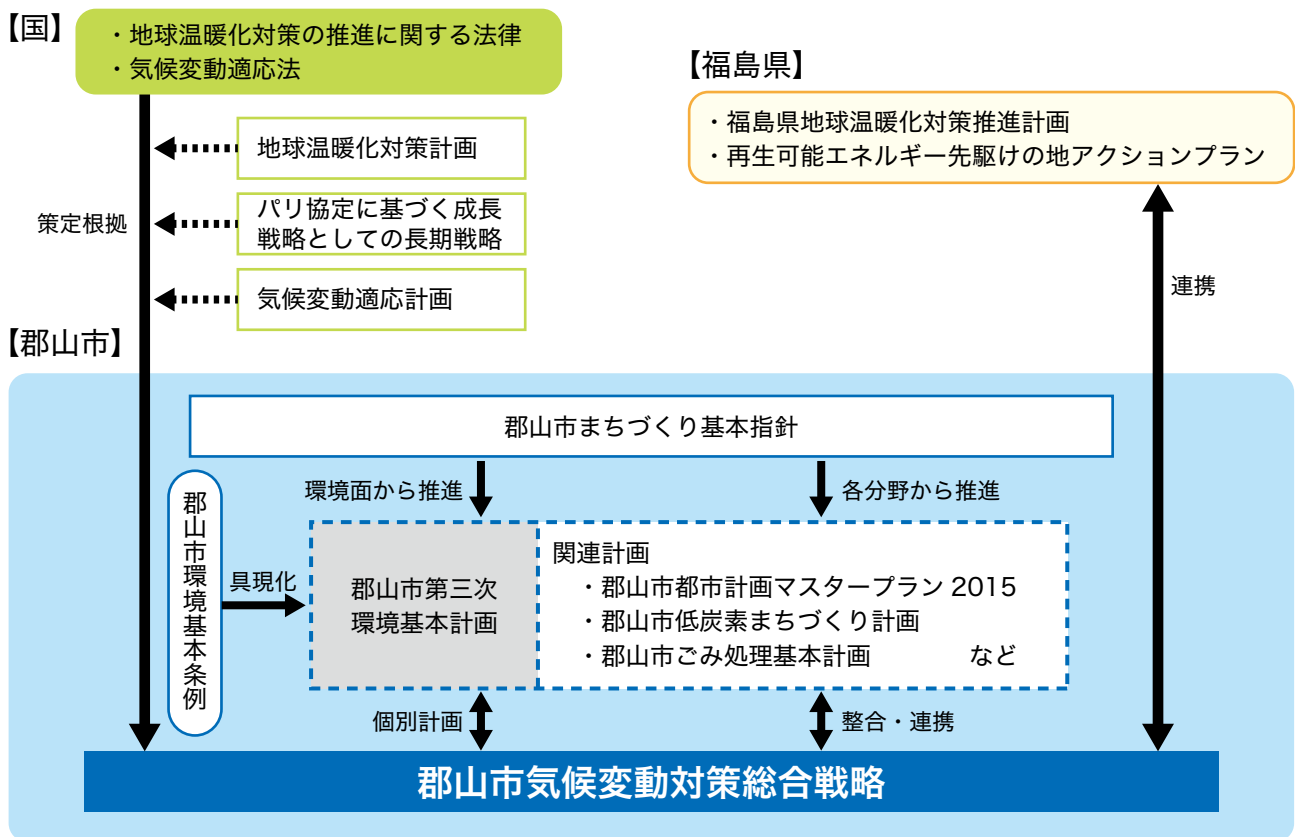 【国】
・地球温暖化対策の推進に関する法律
・気候変動適応法
【福島県】
・福島県地球温暖化対策推進計画
・再生可能エネルギー先駆けの地アクションプラン
地球温暖化対策計画
策定根拠
パリ協定に基づく成長
戦略としての長期戦略
気候変動適応計画
連携
【郡山市】
郡山市まちづくり基本指針
環境面から推進
各分野から推進
郡山市環境基本条例
具現化
郡山市第三次
環境基本計画
関連計画
・郡山市都市計画マスタープラン 2015
・郡山市低炭素まちづくり計画
・郡山市ごみ処理基本計画 など
個別計画
整合・連携
郡山市気候変動対策総合戦略